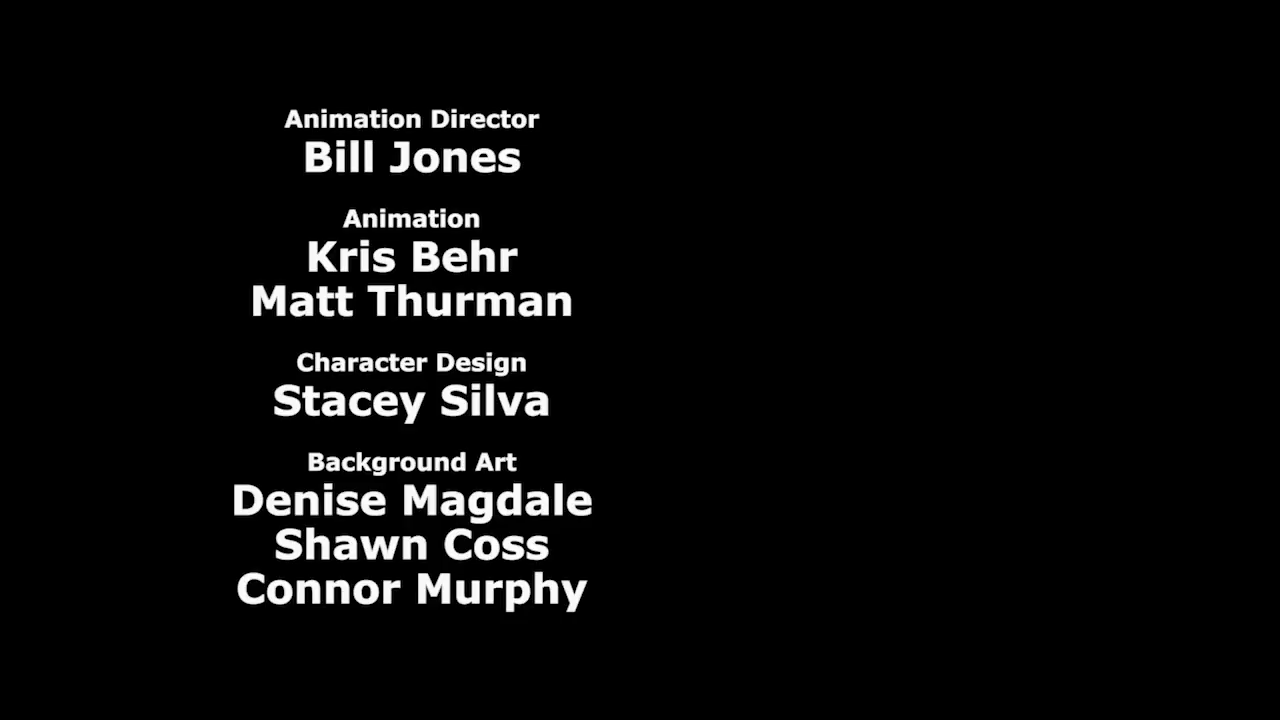 Animation Director
Bill Jones
Animation
Kris Behr
Matt Thurman
Character Design
Stacey Silva
Background Art
Denise Magdale
Shawn Coss
Connor Murphy